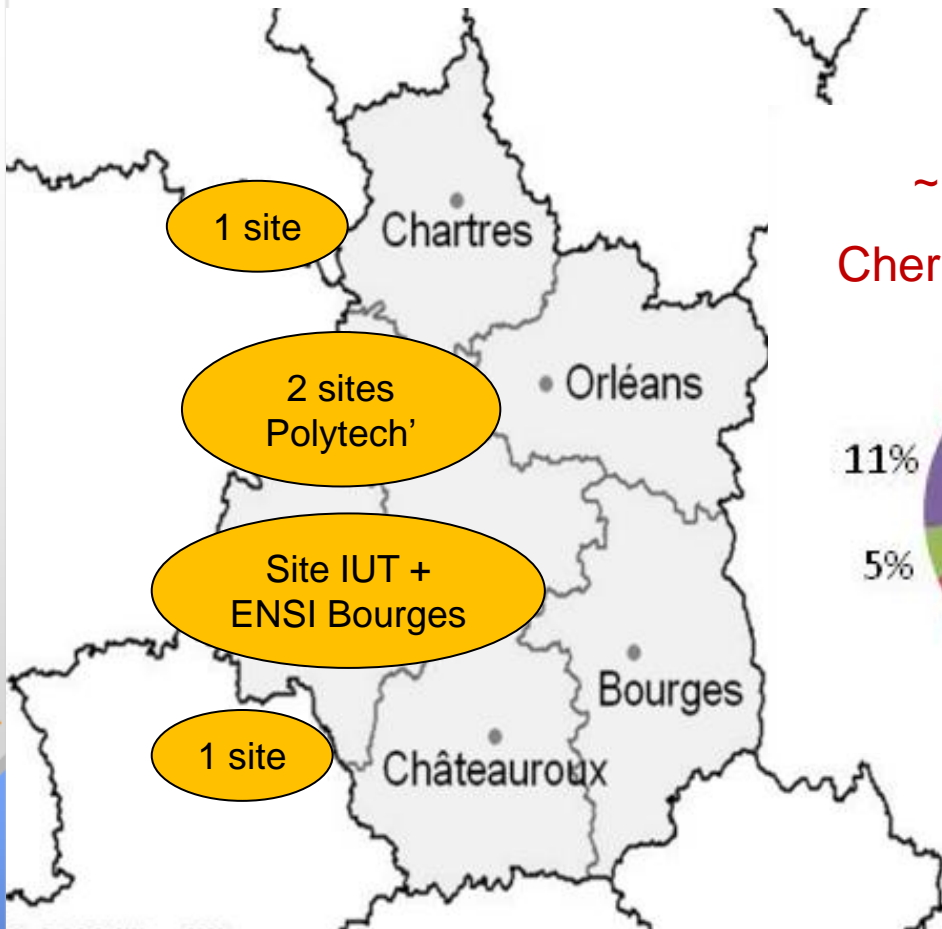 ~
1 site
Chartres
Cher
2 sites
Polytech’
Orléans
11%
5%
Site IUT +
ENSI Bourges
Bourges
1 site
Châteauroux